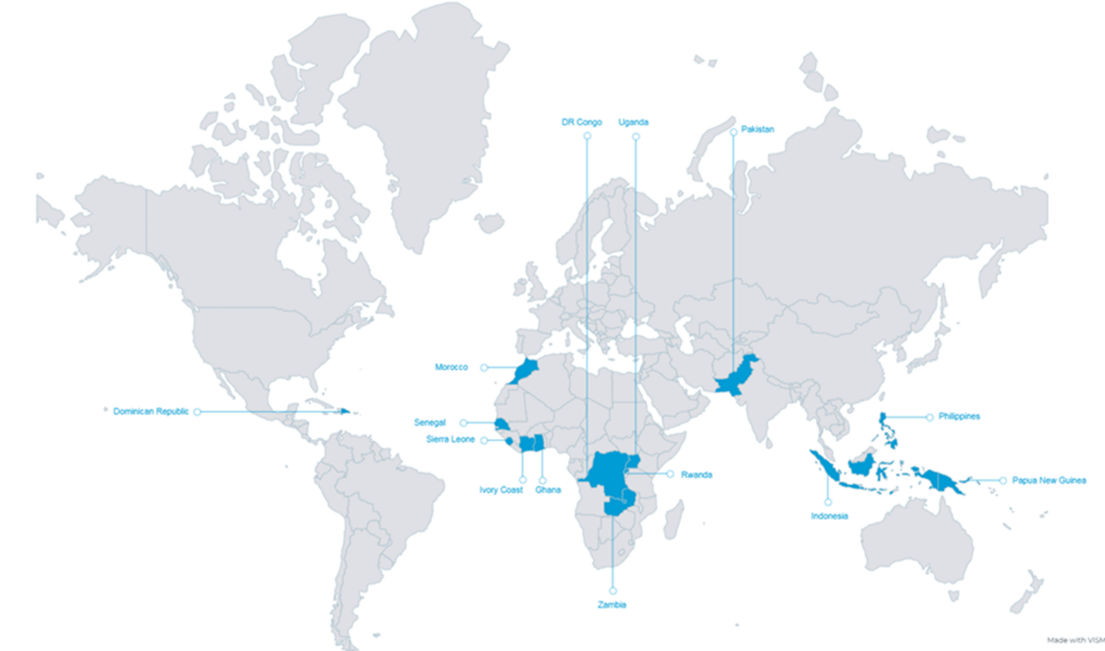 DR Congo
Uganda
Pakistan
Morocco
Dominican Republic
Senegal
Philippines
Sierra Leone
Rwanda
Papua New Guinea
Ivory Coast
Ghana
Indonesia
Zambia
Made with VISM